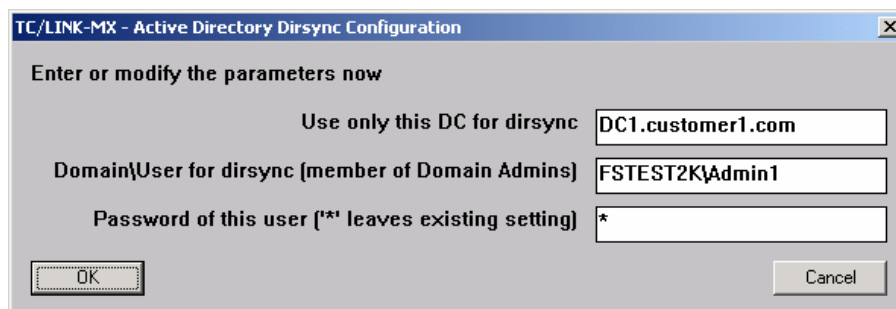 TC/LINK-MX - Active Directory Dirsync Configuration
Enter or modify the parameters now
Use only this DC for dirsync DC1.customer1.com
Domain\User for dirsync (member of Domain Admins) FSTEST2K\Admin1
Password of this user ('*' leaves existing setting) *
OK Cancel